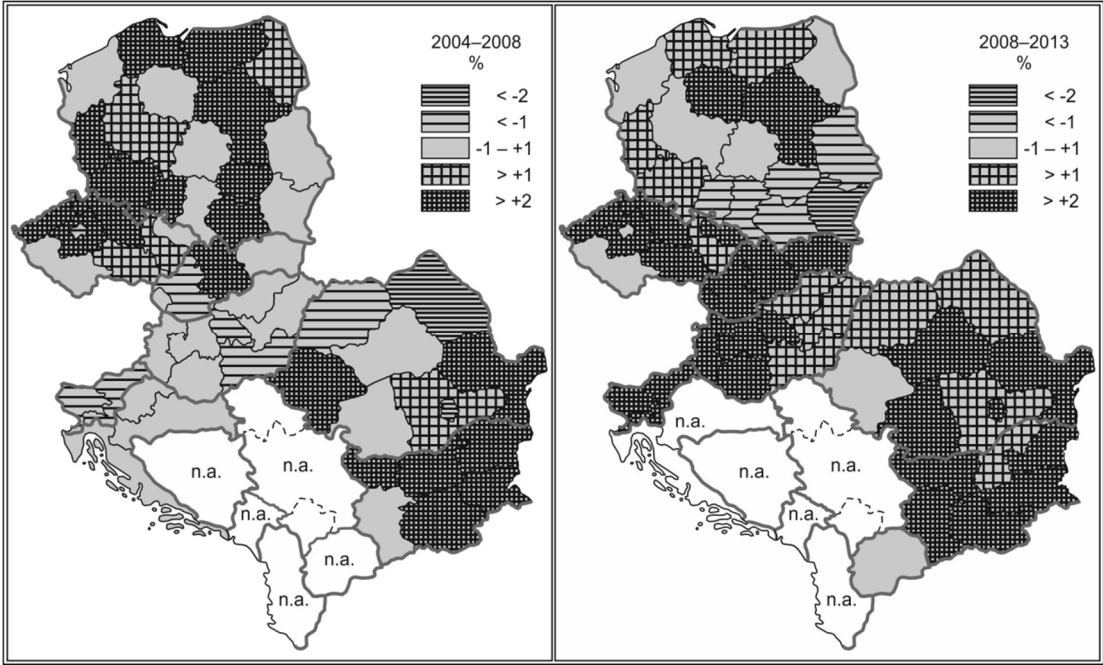 2004–2008
%
< -2
< -1
-1 – +1
> +1
> +2
n.a.
n.a.
n.a.
n.a.
n.a.
2008–2013
%
< -2
< -1
-1 – +1
> +1
> +2
n.a.
n.a.
n.a.
n.a.
n.a.